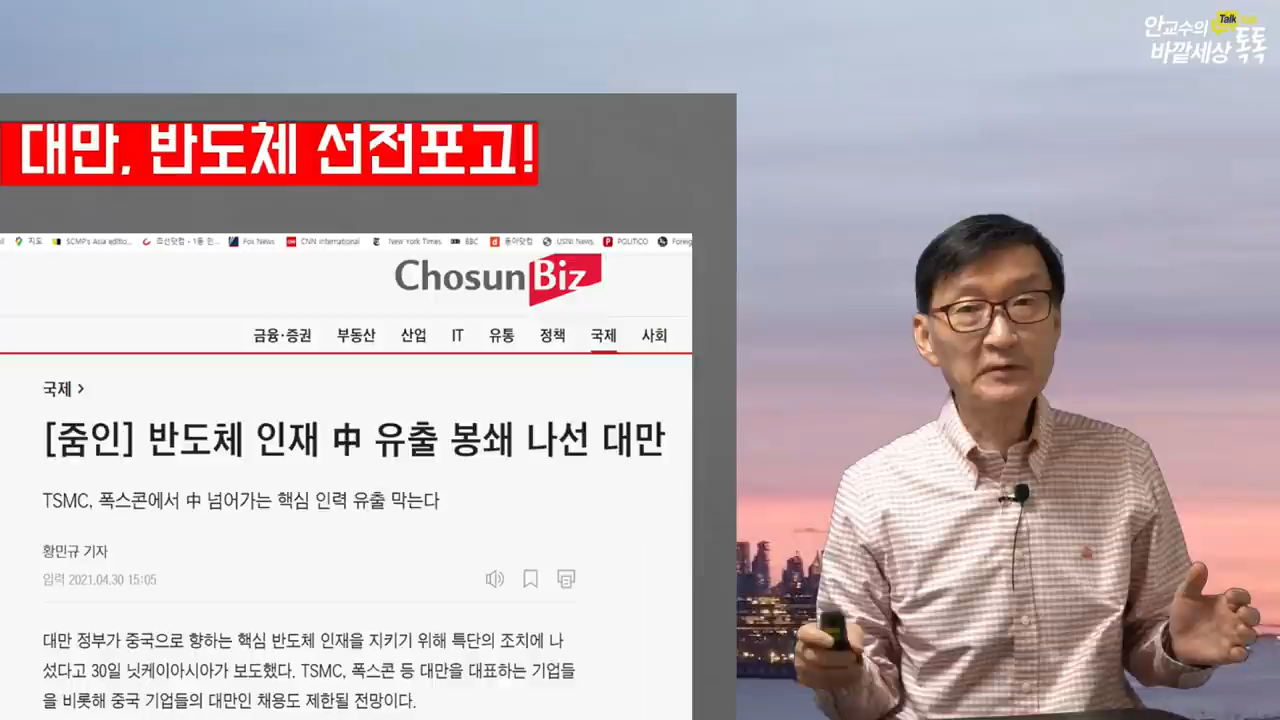 안교수의 Talk
바깥세상 톡톡
대만, 반도체 선전포고!
지도 SCMP's Asia editio... 조선닷컴 - 1등 인... Fox News CNN International New York Times BBC 동아닷컴 USNI News. POLITICO Foreig
ChosunBiz
금융·증권 부동산 산업 IT 유통 정책 국제 사회
국제 >
[줌인] 반도체 인재 中 유출 봉쇄 나선 대만
TSMC, 폭스콘에서 中 넘어가는 핵심 인력 유출 막는다
황민규 기자
입력 2021.04.30 15:05
대만 정부가 중국으로 향하는 핵심 반도체 인재을 지키기 위해 특단의 조치에 나
섰다고 30일 닛케이아시아가 보도했다. TSMC, 폭스콘 등 대만을 대표하는 기업들
을 비롯해 중국 기업들의 대만인 채용도 제한될 전망이다.